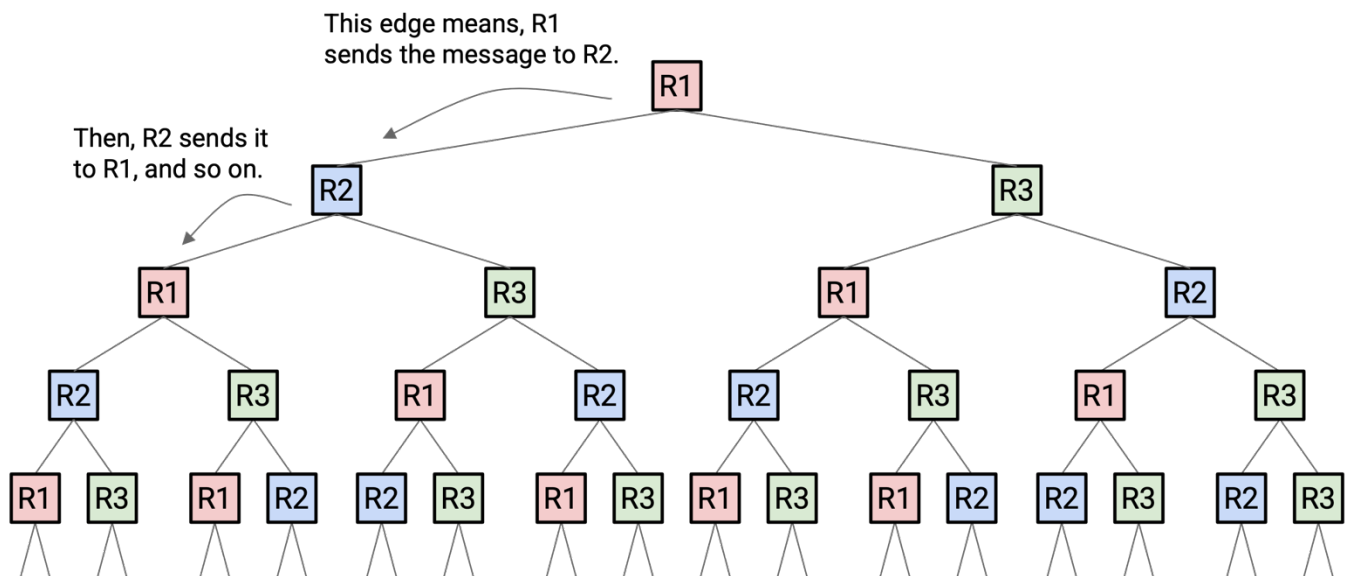 This edge means, R1
sends the message to R2.
R1
Then, R2 sends it
to R1, and so on.
R2 R3
R1 R3 R1 R2
R2 R3 R1 R2 R2 R3 R1 R3
R1 R3 R1 R2 R2 R3 R1 R3 R1 R3 R1 R2 R2 R3 R2 R3